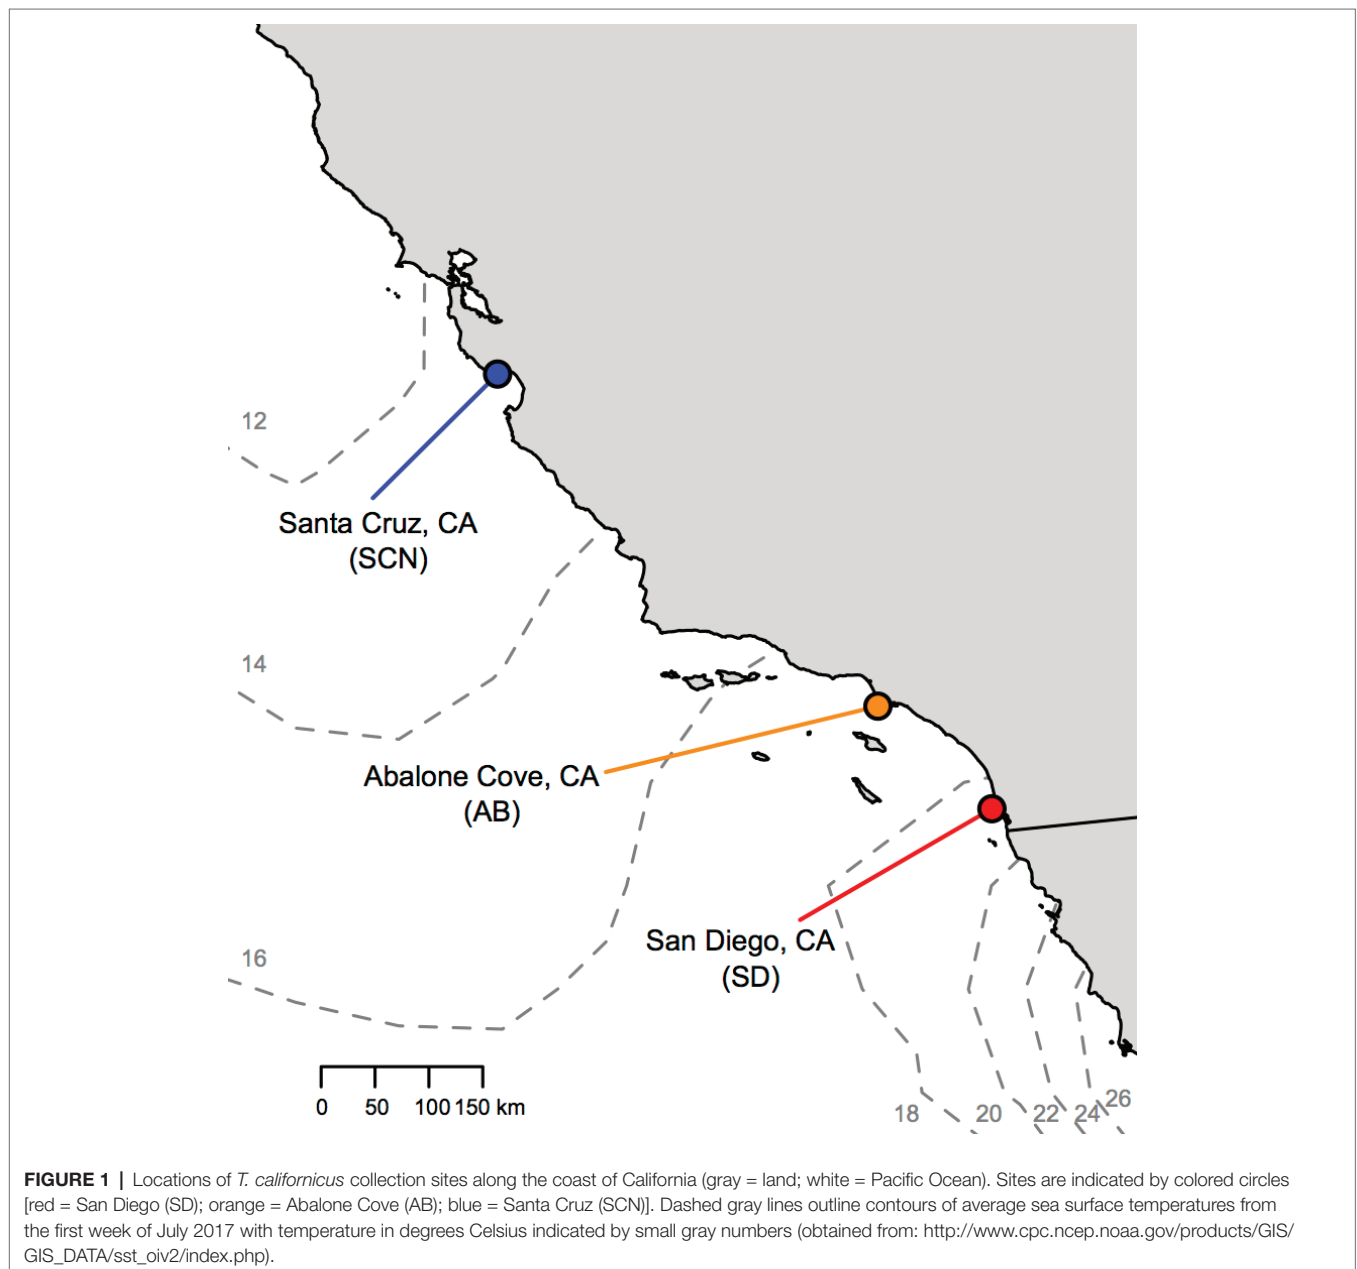 12
Santa Cruz, CA
(SCN)
14
Abalone Cove, CA
(AB)
San Diego, CA
(SD)
16
0 50 100 150 km
18 20 22 24 26
FIGURE 1 | Locations of T. californicus collection sites along the coast of California (gray = land; white = Pacific Ocean). Sites are indicated by colored circles
[red = San Diego (SD); orange = Abalone Cove (AB); blue = Santa Cruz (SCN)]. Dashed gray lines outline contours of average sea surface temperatures from
the first week of July 2017 with temperature in degrees Celsius indicated by small gray numbers (obtained from: http://www.cpc.ncep.noaa.gov/products/GIS/
GIS_DATA/sst_oiv2/index.php).